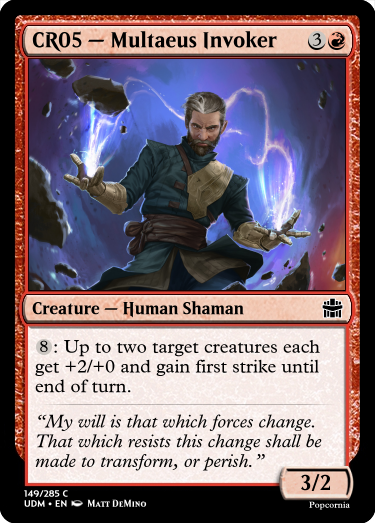 CR05 — Multaeus Invoker 3
Creature — Human Shaman
8: Up to two target creatures each
get +2/+0 and gain first strike until
end of turn.
“My will is that which forces change.
That which resists this change shall be
made to transform, or perish.”
3/2
149/285 C
UDM • EN Matt DeMino
Popcornia